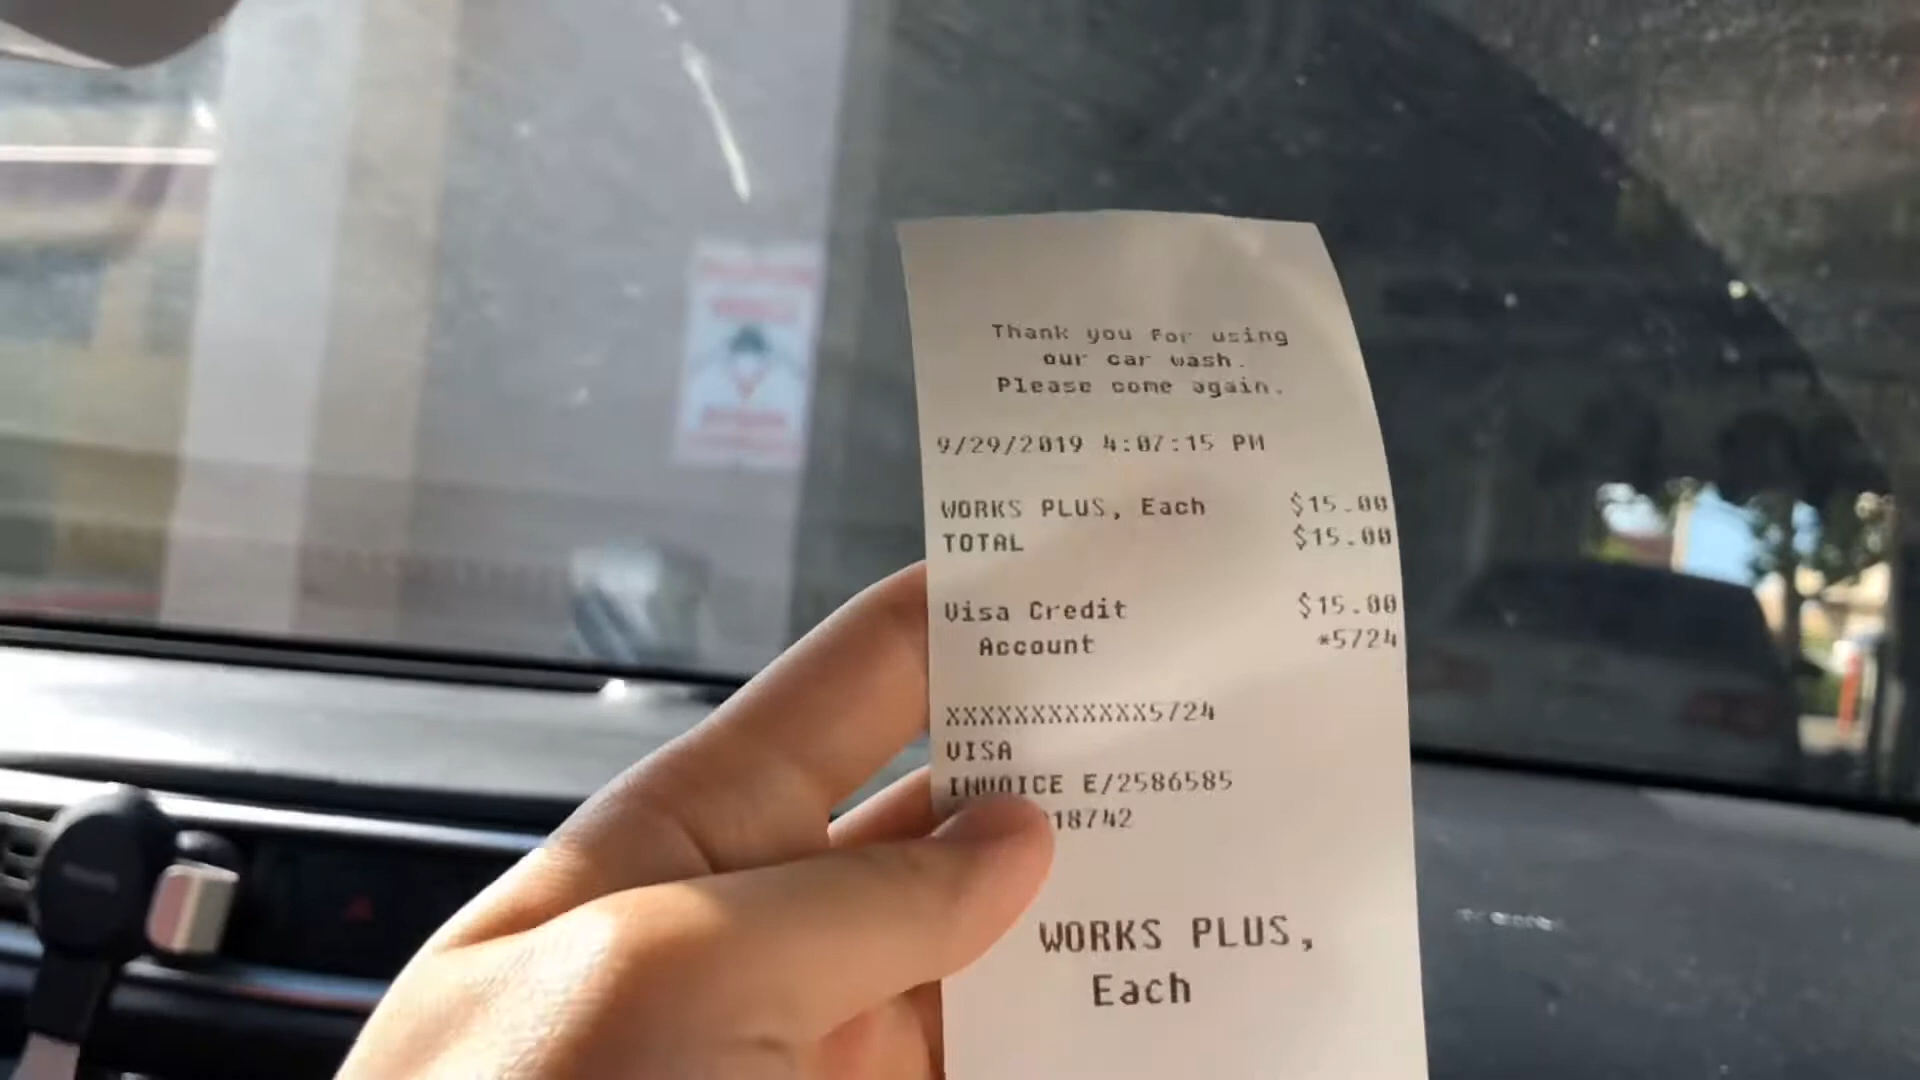 Thank you for using
our car wash.
Please come again.
9/29/2019 4:07:15 PM
WORKS PLUS, Each $15.00
TOTAL $15.00
Visa Credit $15.00
Account *5724
XXXXXXXXXXXX5724
VISA
INVOICE E/2586585
18742
WORKS PLUS,
Each